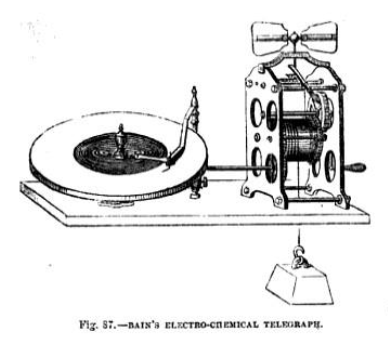 Fig. 87.—BAIN'S ELECTRO-CHEMICAL TELEGRAPH.